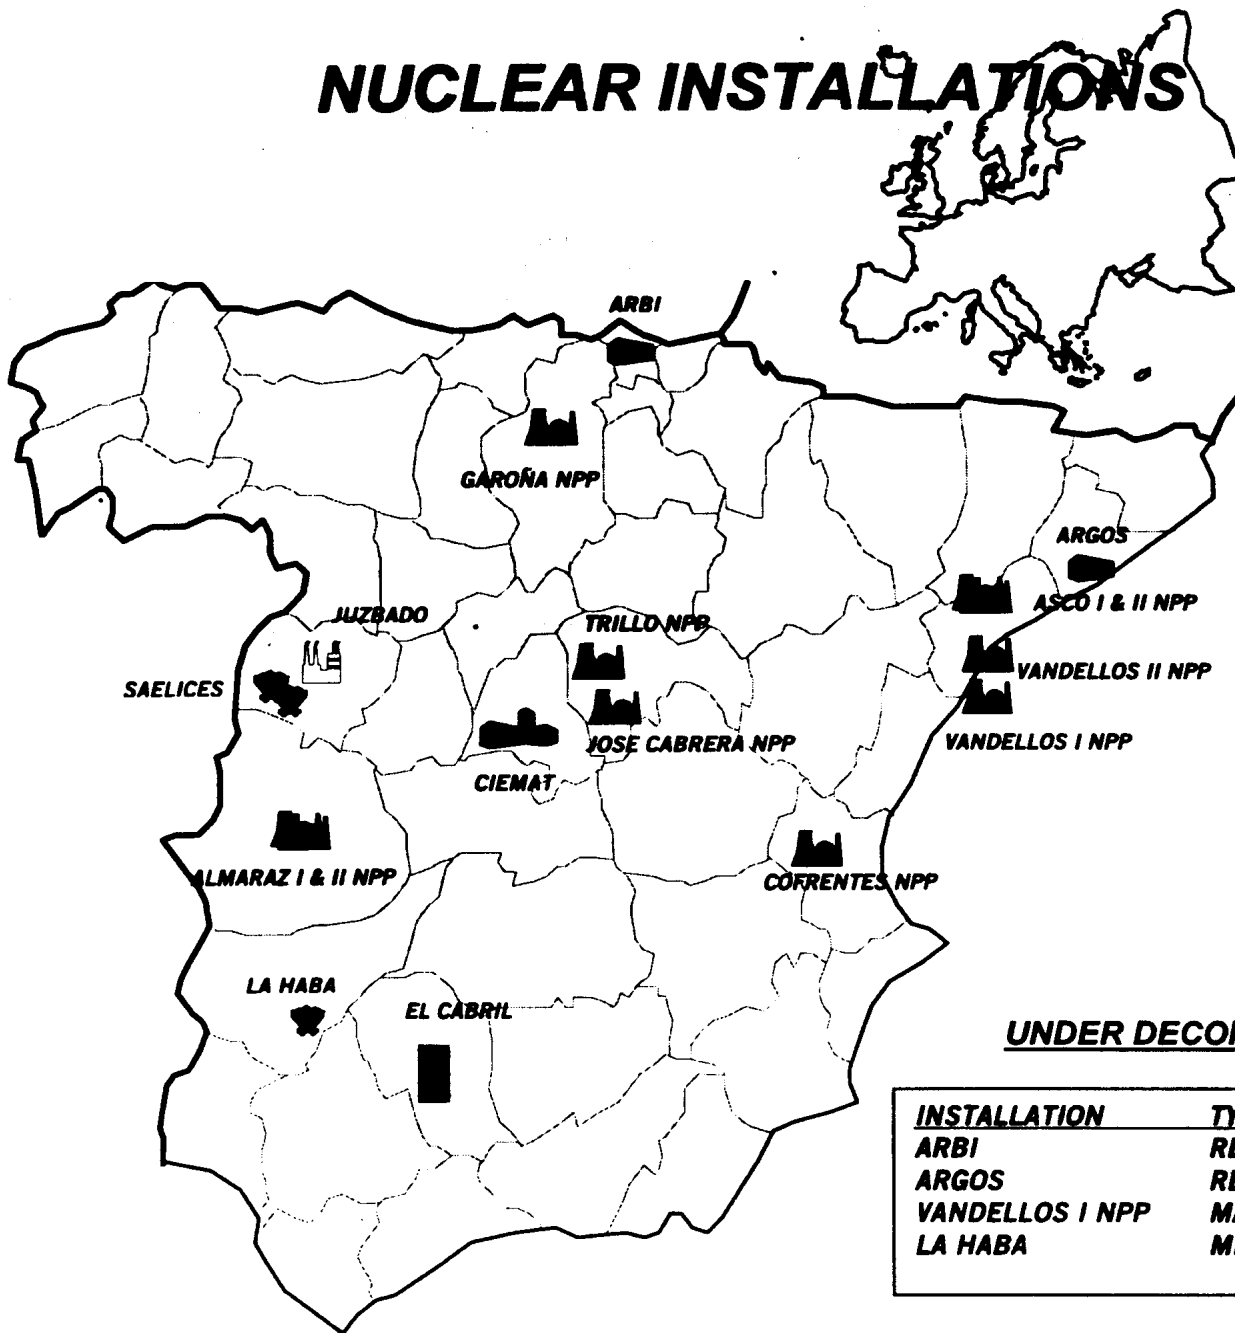 NUCLEAR INSTALLATIONS
ARBI
GAROÑA NPP
ARGOS
ASCO I & II NPP
JUZBADO
TRILLO NPP
VANDELLOS II NPP
SAELICES
JOSE CABRERA NPP
VANDELLOS I NPP
CIEMAT
ALMARAZ I & II NPP
COFRENTES NPP
LA HABA
EL CABRIL
UNDER
INSTALLATION
ARBI
ARGOS
VANDELLOS I NPP
LA HABA